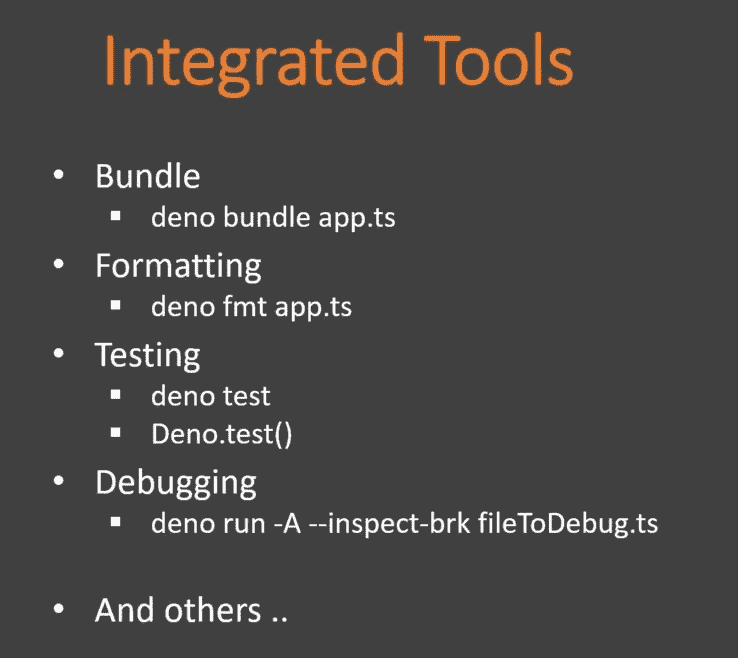 Integrated Tools
• Bundle
▪ deno bundle app.ts
• Formatting
▪ deno fmt app.ts
• Testing
▪ deno test
▪ Deno.test()
• Debugging
▪ deno run -A --inspect-brk fileToDebug.ts
• And others ..